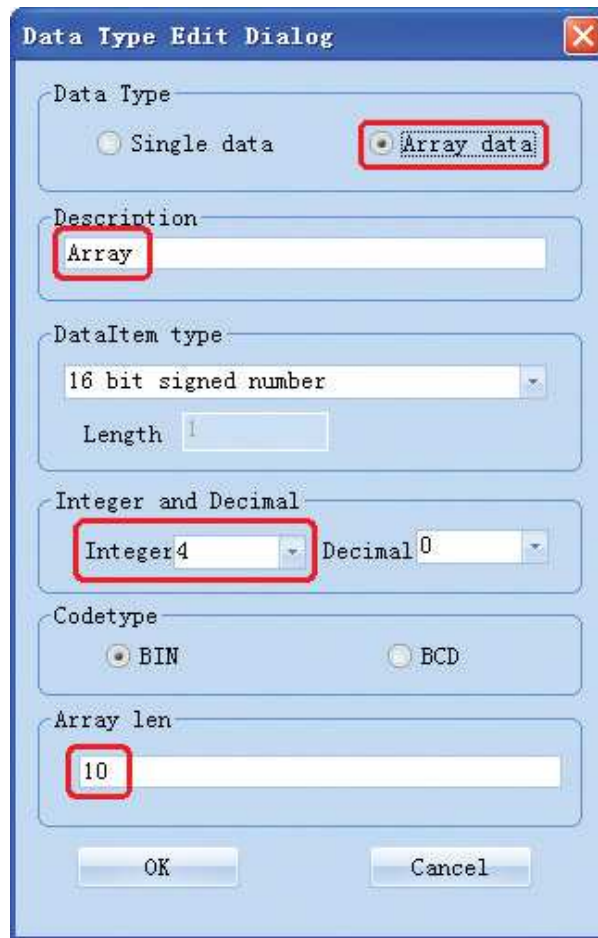 Data Type Edit Dialog
Data Type
Single data Array data
Description
Array
DataItem type
16 bit signed number
Length 1
Integer and Decimal
Integer 4 Decimal 0
Codetype
BIN BCD
Array len
10
OK Cancel